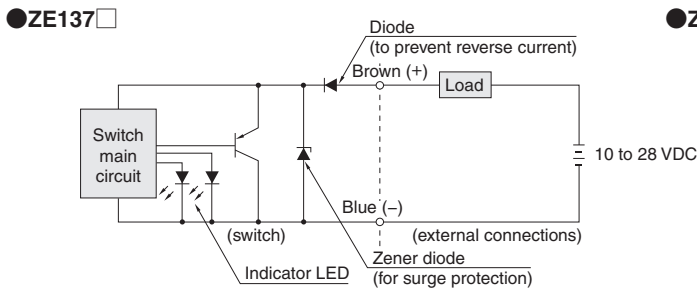 ●ZE137□
●Z
Diode
(to prevent reverse current)
Brown (+)
Load
Switch
main
circuit
10 to 28 VDC
Blue (–)
(switch)
(external connections)
Zener diode
(for surge protection)
Indicator LED